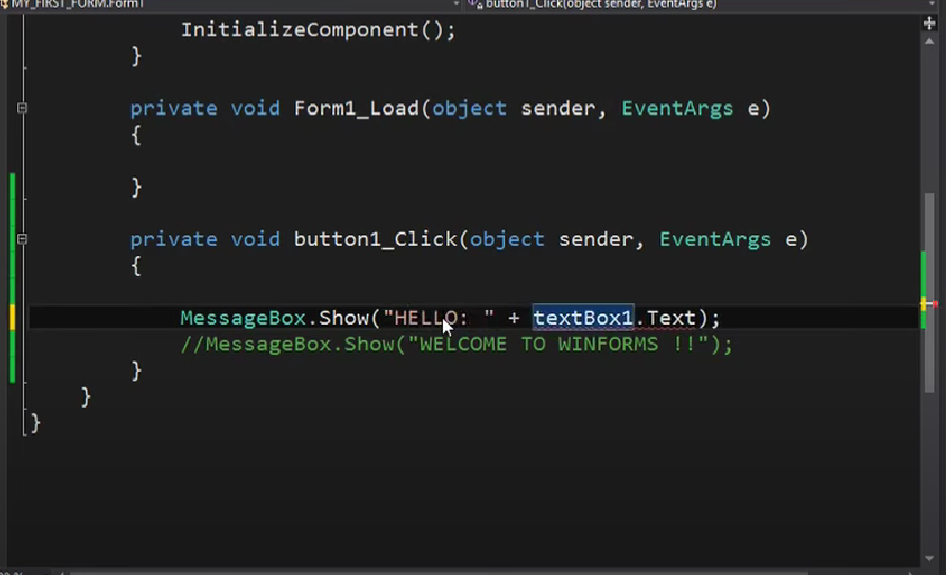 MY_FIRST_FORM.Form1
button1_Click(object sender, EventArgs e)
InitializeComponent();
}
private void Form1_Load(object sender, EventArgs e)
{
}
private void button1_Click(object sender, EventArgs e)
{
MessageBox.Show("HELLO: " + textBox1.Text);
//MessageBox.Show("WELCOME TO WINFORMS !!");
}
}
}